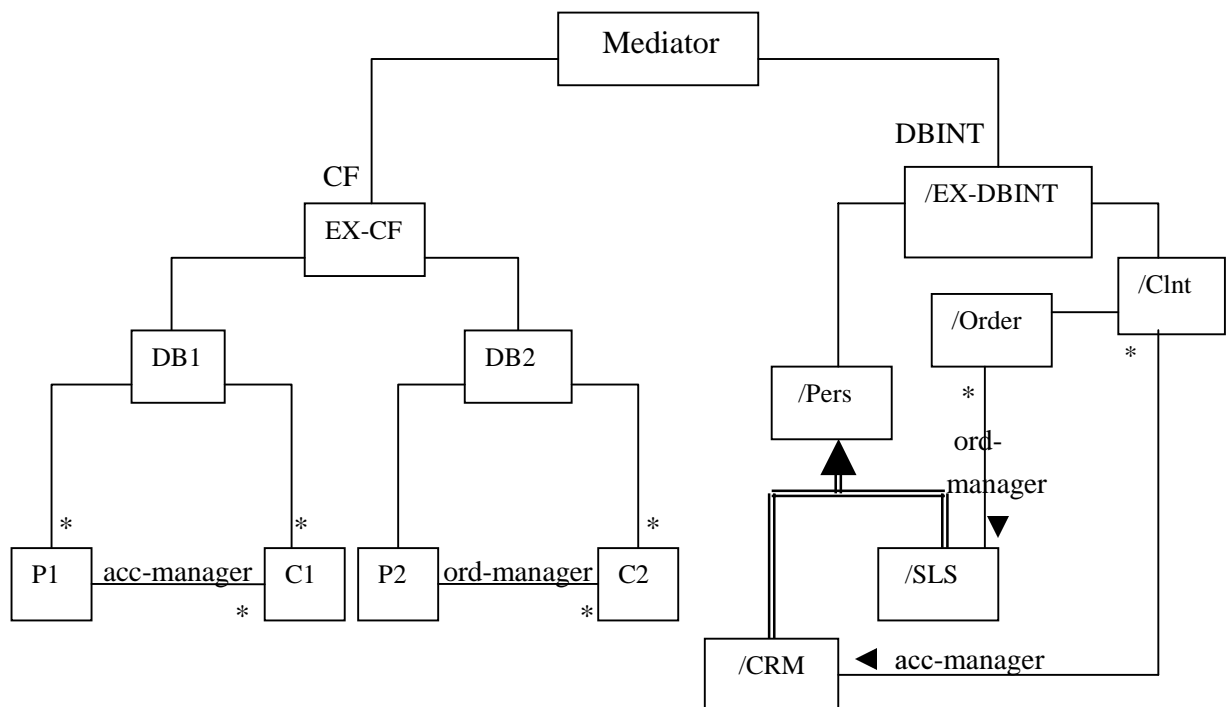 Mediator
DBINT
CF
/EX-DBINT
EX-CF
/Clnt
/Order
DB1
DB2
*
/Pers
*
ord-
manager
*
*
*
P1
acc-manager
C1
P2
ord-manager
C2
/SLS
*
*
/CRM
acc-manager